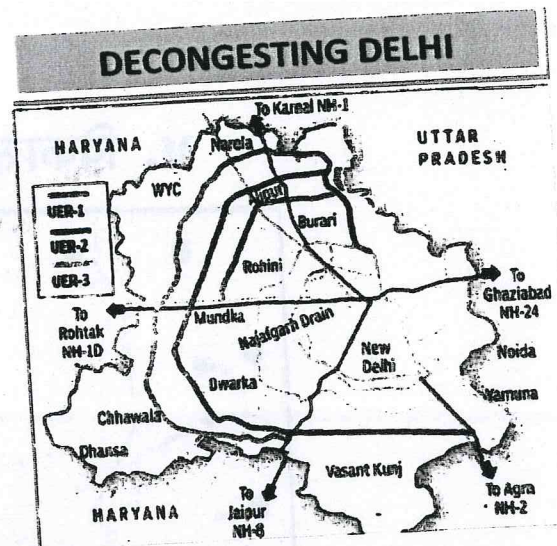 DECONGESTING DELHI
To Karnal NH-1
HARYANA
Narela
UTTAR
PRADESH
WYC
Alipur
UER-1
UER-2
UER-3
Burari
Rohini
To
Ghaziabad
NH-24
To
Rohtak
NH-1D
Mundka
Najafgarh Drain
New
Delhi
Noida
Dwarka
Yamuna
Chhawala
Dhansa
Vasant Kunj
HARYANA
To
Jaipur
NH-8
To Agra
NH-2